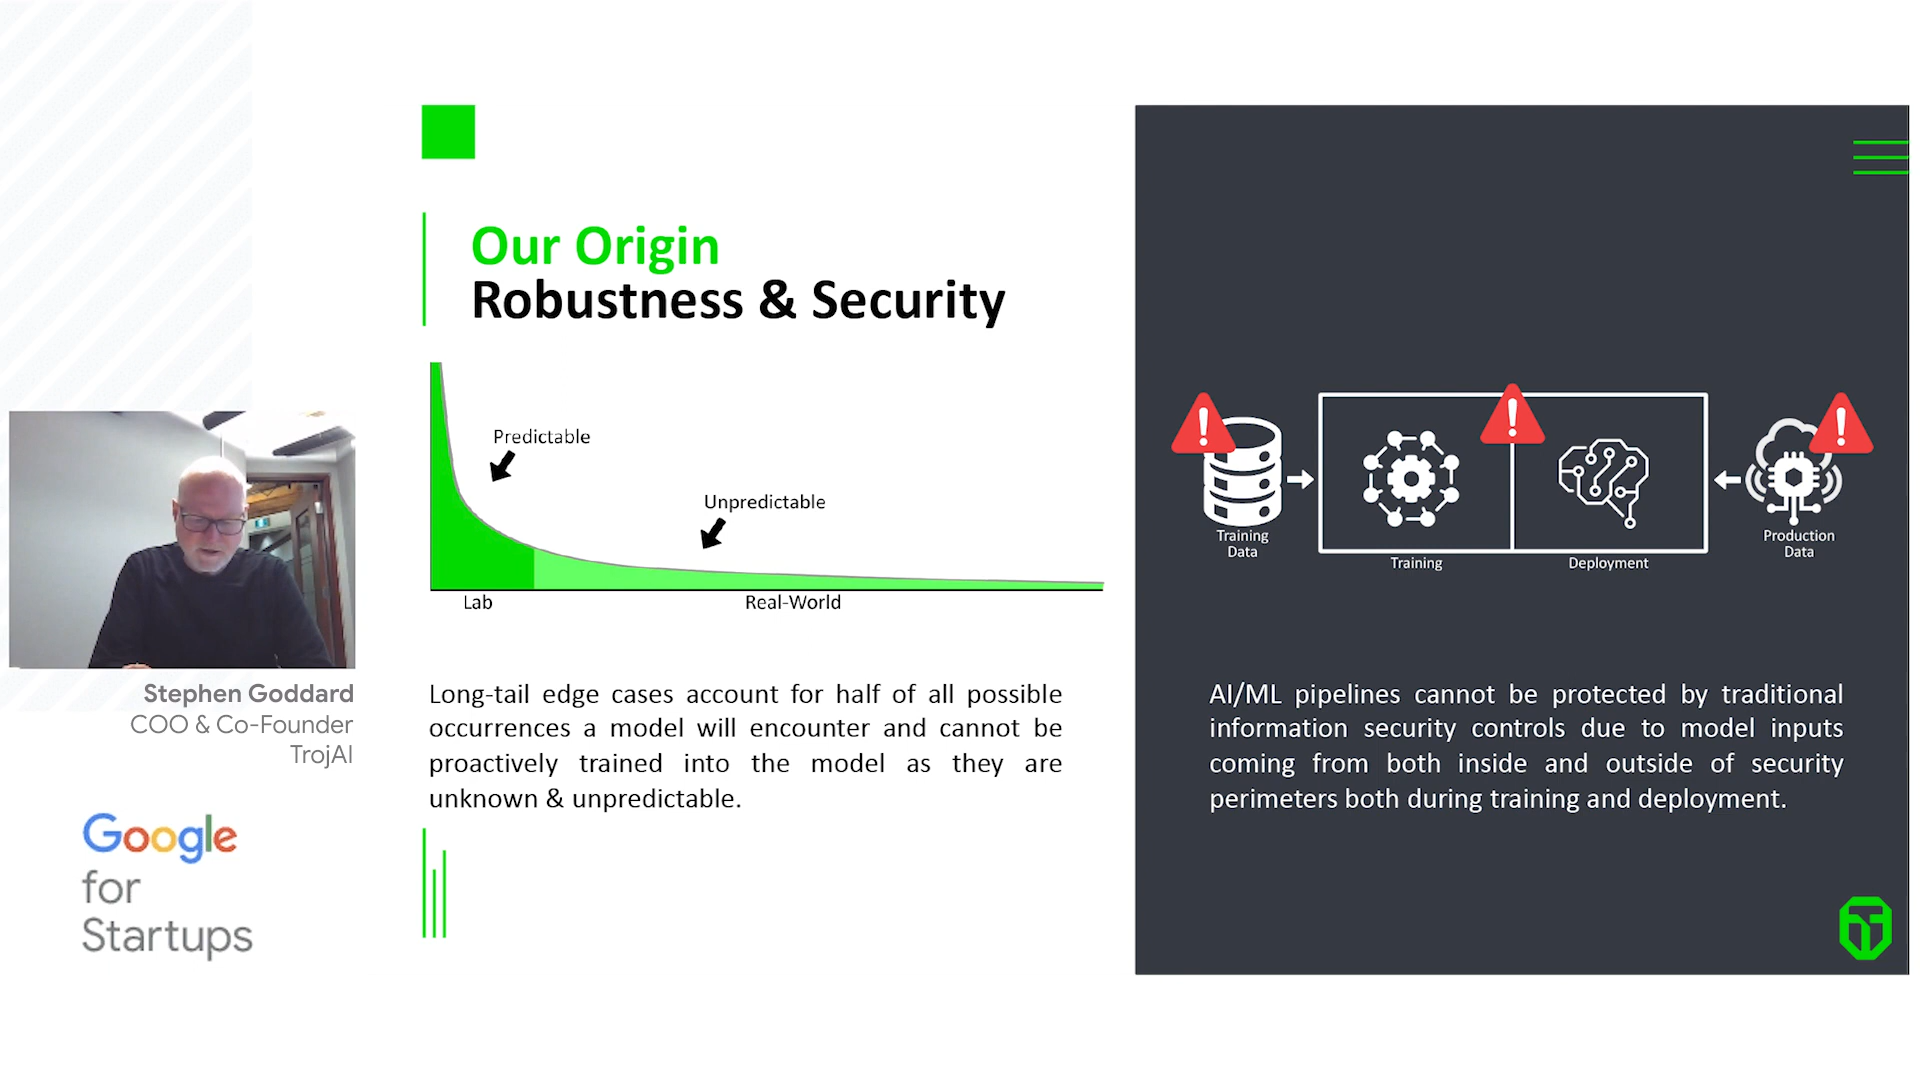 Our Origin
Robustness & Security
Predictable
Unpredictable
Lab
Real-World
Long-tail edge cases account for half of all possible
occurrences a model will encounter and cannot be
proactively trained into the model as they are
unknown & unpredictable.
Training
Data
Training
Deployment
Production
Data
AI/ML pipelines cannot be protected by traditional
information security controls due to model inputs
coming from both inside and outside of security
perimeters both during training and deployment.
Stephen Goddard
COO & Co-Founder
TrojAI
Google
for
Startups